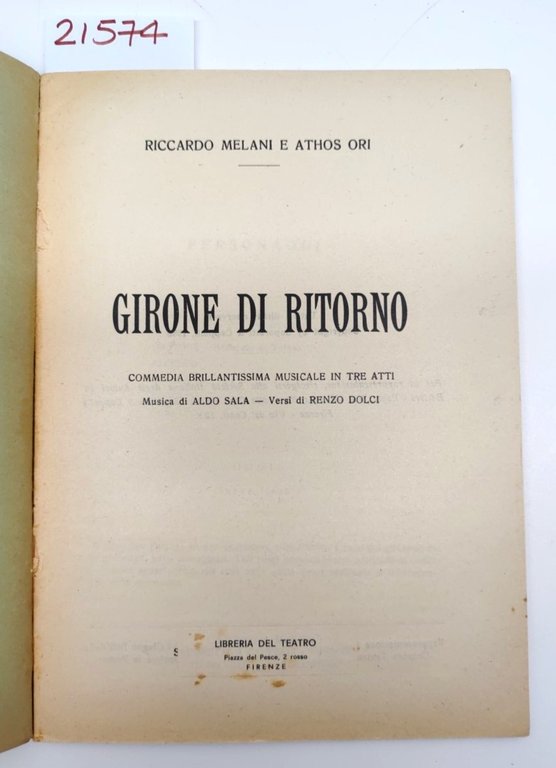 21574
RICCARDO MELANI E ATHOS ORI
GIRONE DI RITORNO
COMMEDIA BRILLANTISSIMA MUSICALE IN TRE ATTI
Musica di ALDO SALA — Versi di RENZO DOLCI
LIBRERIA DEL TEATRO
S
Piazza del Pesce, 2 rosso
FIRENZE